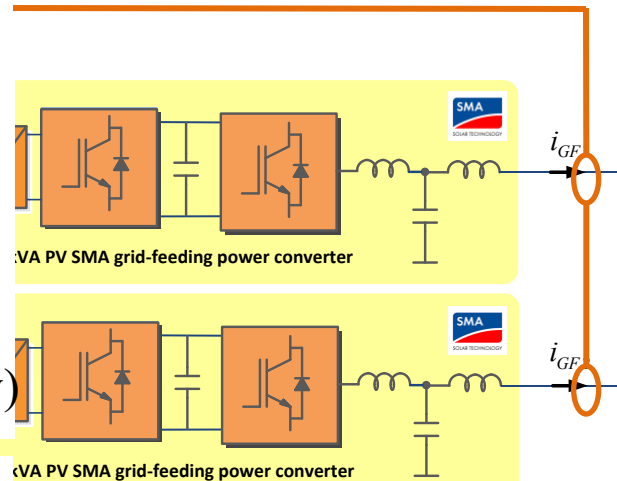 SMA
SOLAR TECHNOLOGY
i_GF
kVA PV SMA grid-feeding power converter
SMA
SOLAR TECHNOLOGY
i_GF
)
kVA PV SMA grid-feeding power converter